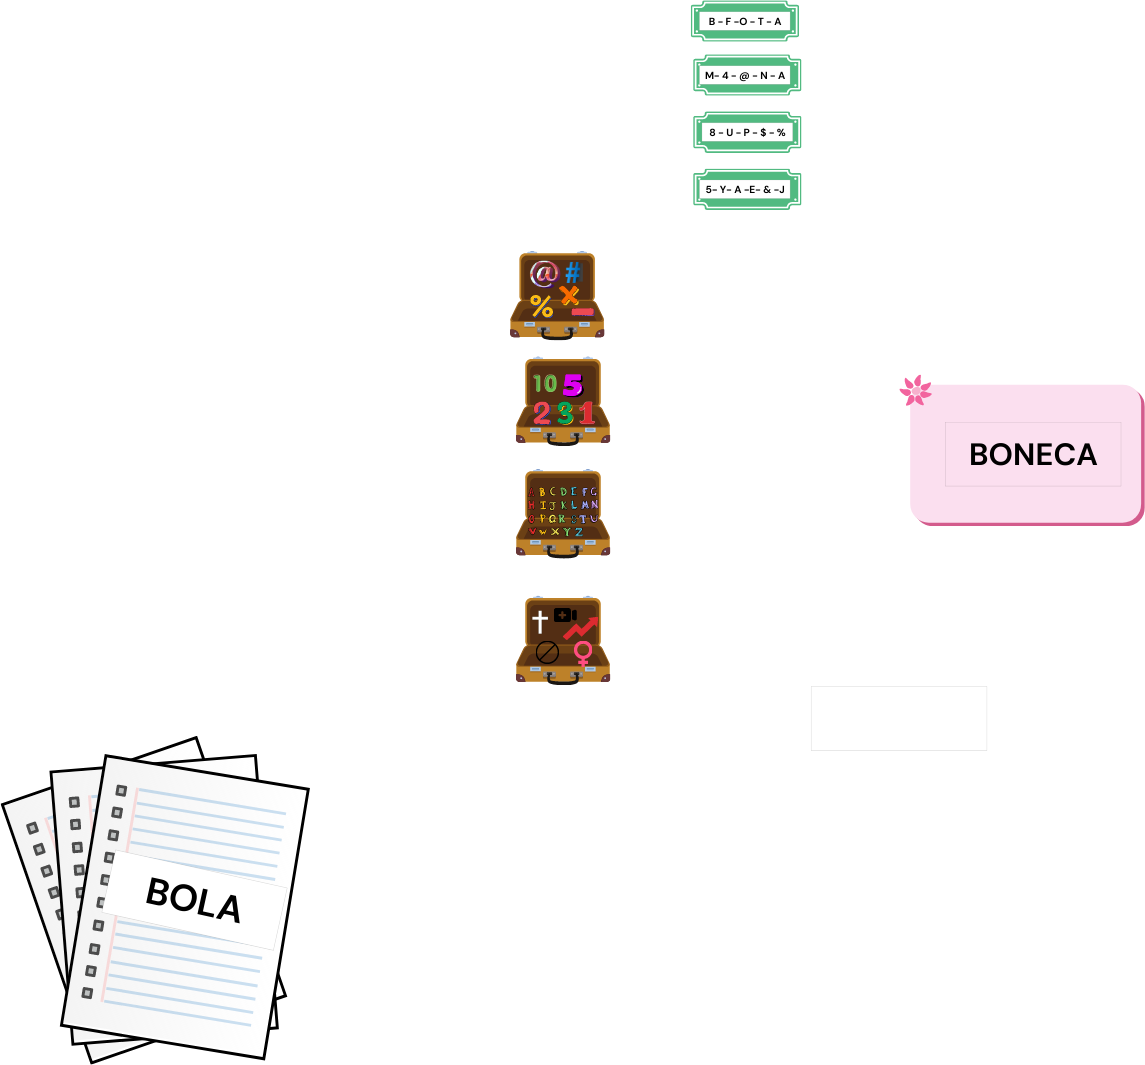 B - F - O - T - A
M- 4 - @ - N - A
8 - U - P - $ - %
5- Y- A -E- & -J
@ #
% X −
10 5
2 3 1
A B C D E F G
H I J K L M N
O P Q R S T U
V W X Y Z
BONECA
BOLA